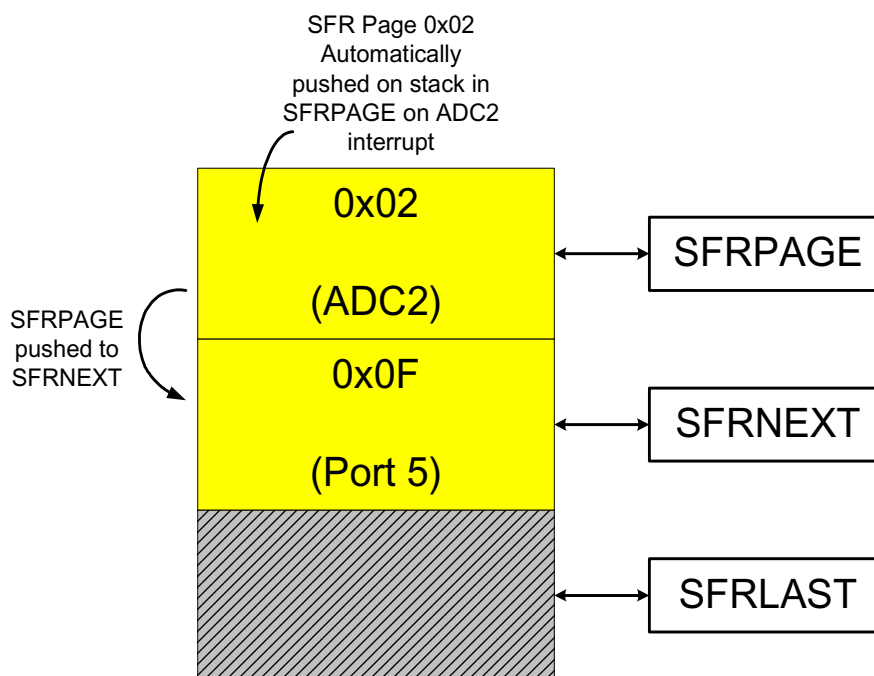 SFR Page 0x02
Automatically
pushed on stack in
SFRPAGE on ADC2
interrupt
0x02
(ADC2)
SFRPAGE
SFRPAGE
pushed to
SFRNEXT
0x0F
(Port 5)
SFRNEXT
SFRLAST